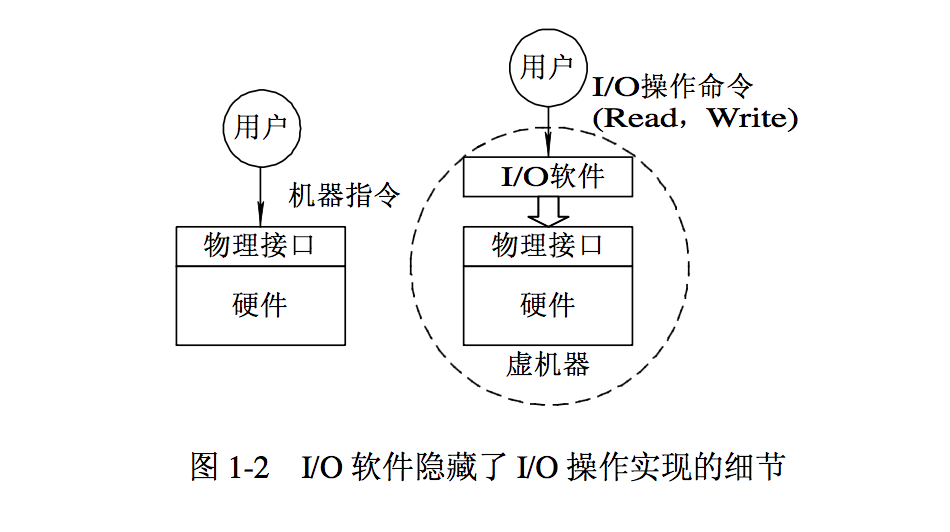 用户
机器指令
物理接口
硬件
用户
I/O操作命令
(Read，Write)
I/O软件
物理接口
硬件
虚机器
图 1-2 I/O 软件隐藏了 I/O 操作实现的细节